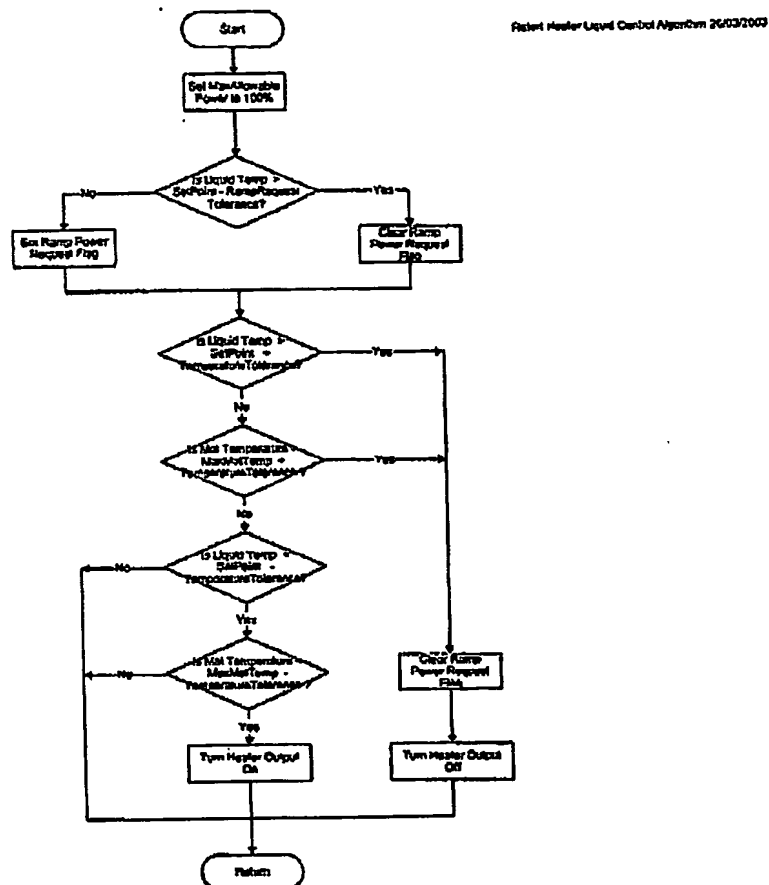 Heater Liquid Control Algorithm 26/03/2003
Start
Set MaxAllowable
Power to 100%
Is Liquid Temp >
SetPoint - RampRequest
Tolerance?
No
Yes
Set Ramp Power
Request Flag
Clear Ramp
Power Request
Flag
Is Liquid Temp >
SetPoint +
TemperatureTolerance?
Yes
No
Is Mat Temperature
MaxMatTemp +
TemperatureTolerance?
Yes
No
Is Liquid Temp <
SetPoint -
TemperatureTolerance?
No
Yes
Is Mat Temperature
MaxMatTemp -
TemperatureTolerance?
No
Yes
Clear Ramp
Power Request
Flag
Turn Heater Output
On
Turn Heater Output
Off
Return